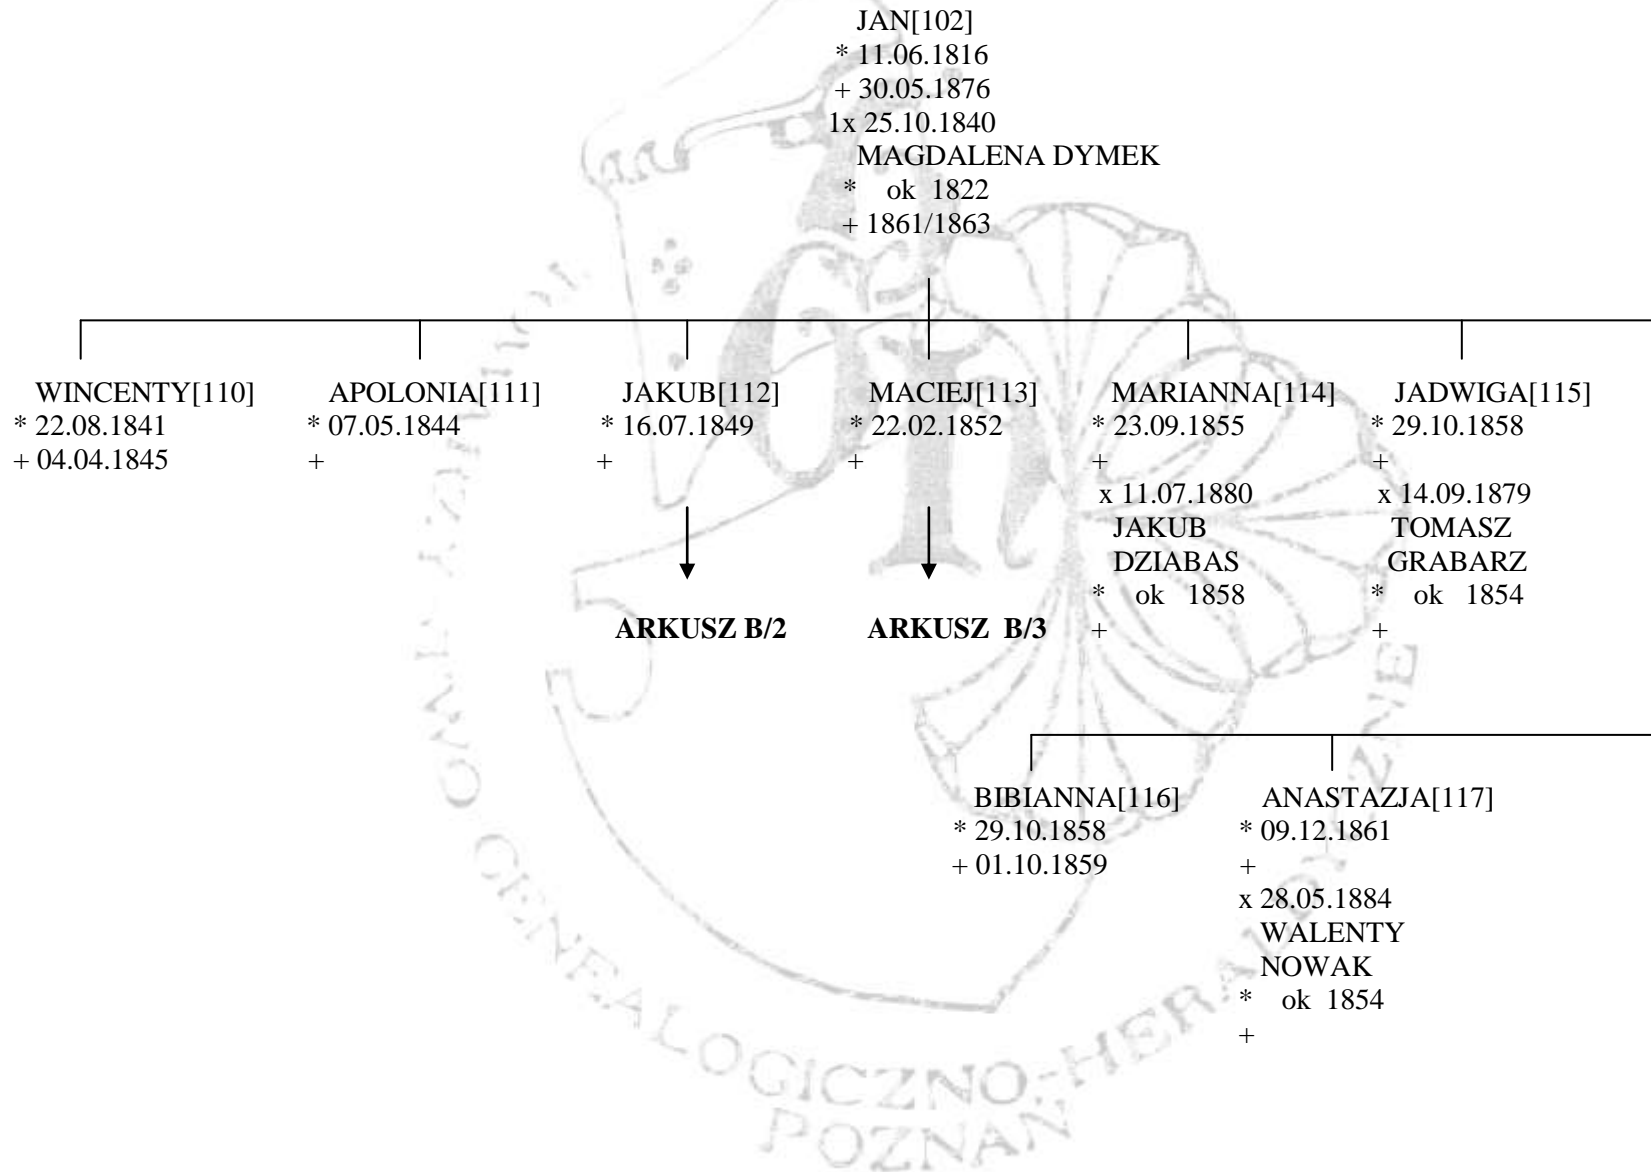 JAN[102]
* 11.06.1816
+ 30.05.1876
1x 25.10.1840
MAGDALENA DYMEK
* ok 1822
+ 1861/1863
WINCENTY[110]
* 22.08.1841
+ 04.04.1845
APOLONIA[111]
* 07.05.1844
+
JAKUB[112]
* 16.07.1849
+
ARKUSZ B/2
MACIEJ[113]
* 22.02.1852
+
ARKUSZ B/3
MARIANNA[114]
* 23.09.1855
+
x 11.07.1880
JAKUB
DZIABAS
* ok 1858
+
JADWIGA[115]
* 29.10.1858
+
x 14.09.1879
TOMASZ
GRABARZ
* ok 1854
+
BIBIANNA[116]
* 29.10.1858
+ 01.10.1859
ANASTAZJA[117]
* 09.12.1861
+
x 28.05.1884
WALENTY
NOWAK
* ok 1854
+
GENEALOGICZNO-HERALDYCZNE
POZNAŃ